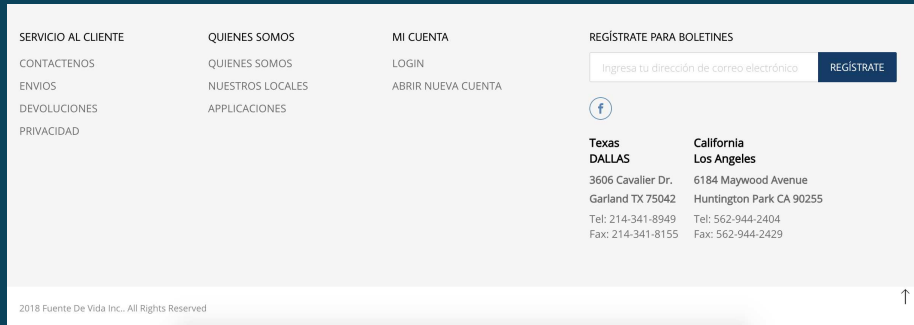 SERVICIO AL CLIENTE
CONTACTENOS
ENVIOS
DEVOLUCIONES
PRIVACIDAD
QUIENES SOMOS
QUIENES SOMOS
NUESTROS LOCALES
APPLICACIONES
MI CUENTA
LOGIN
ABRIR NUEVA CUENTA
REGÍSTRATE PARA BOLETINES
Ingresa tu dirección de correo electrónico
REGÍSTRATE
f
Texas
DALLAS
3606 Cavalier Dr.
Garland TX 75042
Tel: 214-341-8949
Fax: 214-341-8155
California
Los Angeles
6184 Maywood Avenue
Huntington Park CA 90255
Tel: 562-944-2404
Fax: 562-944-2429
2018 Fuente De Vida Inc.. All Rights Reserved